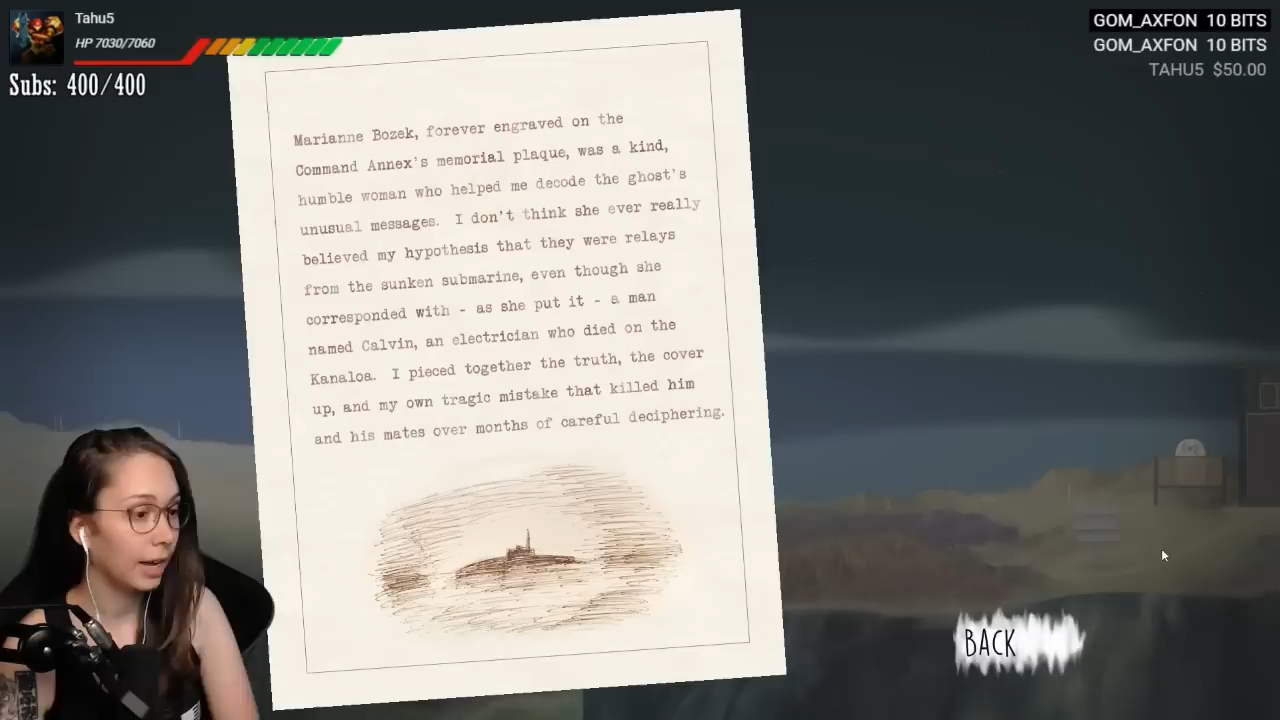 Tahu5
HP 7030/7060
Subs: 400/400
GOM_AXFON 10 BITS
GOM_AXFON 10 BITS
TAHU5 $50.00
Marianne Bozek, forever engraved on the
Command Annex's memorial plaque, was a kind,
humble woman who helped me decode the ghost's
unusual messages. I don't think she ever really
believed my hypothesis that they were relays
from the sunken submarine, even though she
corresponded with - as she put it - a man
named Calvin, an electrician who died on the
Kanaloa. I pieced together the truth, the cover
up, and my own tragic mistake that killed him
and his mates over months of careful deciphering.
BACK